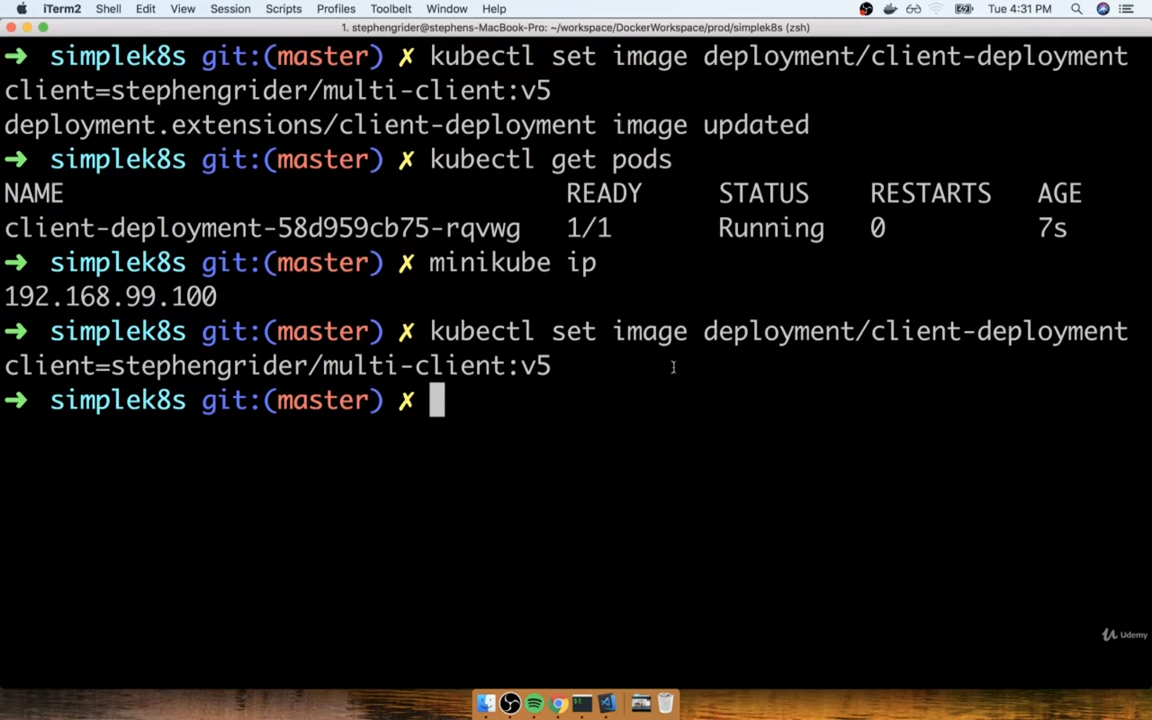 iTerm2 Shell Edit View Session Scripts Profiles Toolbelt Window Help Tue 4:31 PM
1. stephengrider@stephens-MacBook-Pro: ~/workspace/DockerWorkspace/prod/simplek8s (zsh)
➜ simplek8s git:(master) ✗ kubectl set image deployment/client-deployment
client=stephengrider/multi-client:v5
deployment.extensions/client-deployment image updated
➜ simplek8s git:(master) ✗ kubectl get pods
NAME READY STATUS RESTARTS AGE
client-deployment-58d959cb75-rqvwg 1/1 Running 0 7s
➜ simplek8s git:(master) ✗ minikube ip
192.168.99.100
➜ simplek8s git:(master) ✗ kubectl set image deployment/client-deployment
client=stephengrider/multi-client:v5
➜ simplek8s git:(master) ✗
Udemy